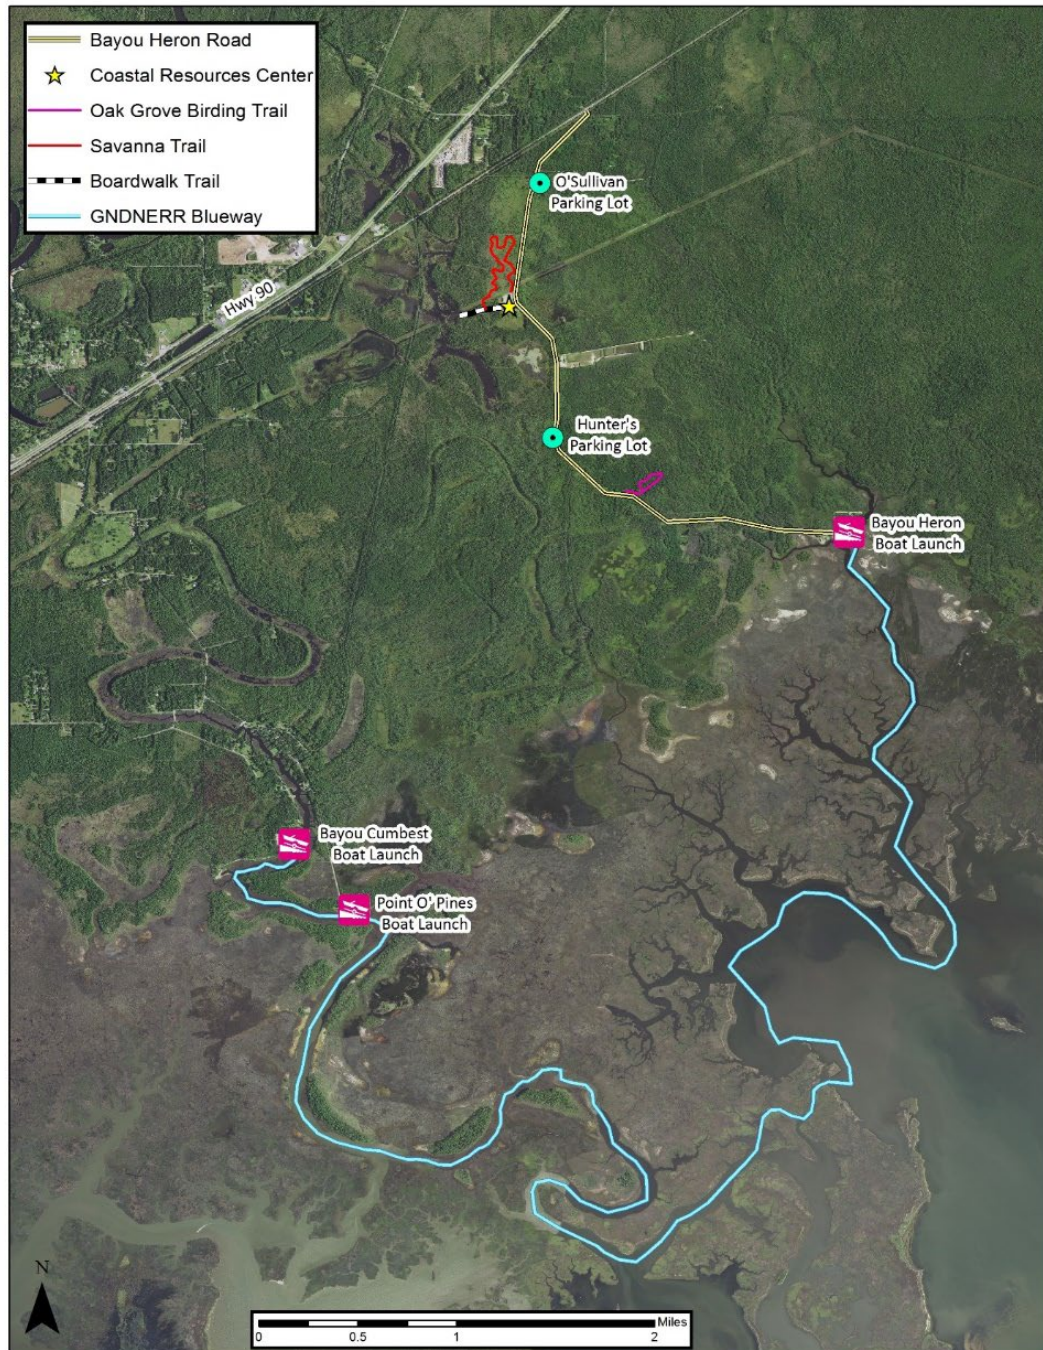 Bayou Heron Road
Coastal Resources Center
Oak Grove Birding Trail
Savanna Trail
Boardwalk Trail
GNDNERR Blueway
O'Sullivan
Parking Lot
Hwy 90
Hunter's
Parking Lot
Bayou Heron
Boat Launch
Bayou Cumbest
Boat Launch
Point O' Pines
Boat Launch
N
Miles
0 0.5 1 2